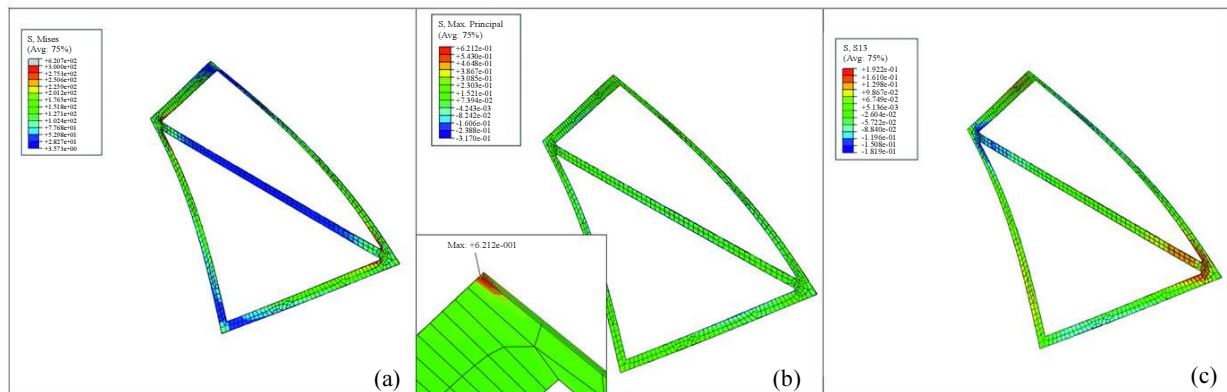 S, Mises
(Avg: 75%)
+6.207e+02
+3.000e+02
+2.753e+02
+2.506e+02
+2.259e+02
+2.012e+02
+1.765e+02
+1.518e+02
+1.271e+02
+1.024e+02
+7.768e+01
+5.298e+01
+2.827e+01
+3.573e+00
(a)
S, Max. Principal
(Avg: 75%)
+6.212e-01
+5.430e-01
+4.648e-01
+3.867e-01
+3.085e-01
+2.303e-01
+1.521e-01
+7.394e-02
-4.243e-03
-8.242e-02
-1.606e-01
-2.388e-01
-3.170e-01
Max: +6.212e-001
(b)
S, S13
(Avg: 75%)
+1.922e-01
+1.610e-01
+1.298e-01
+9.867e-02
+6.749e-02
+5.136e-03
-2.604e-02
-5.722e-02
-8.840e-02
-1.196e-01
-1.508e-01
-1.819e-01
(c)